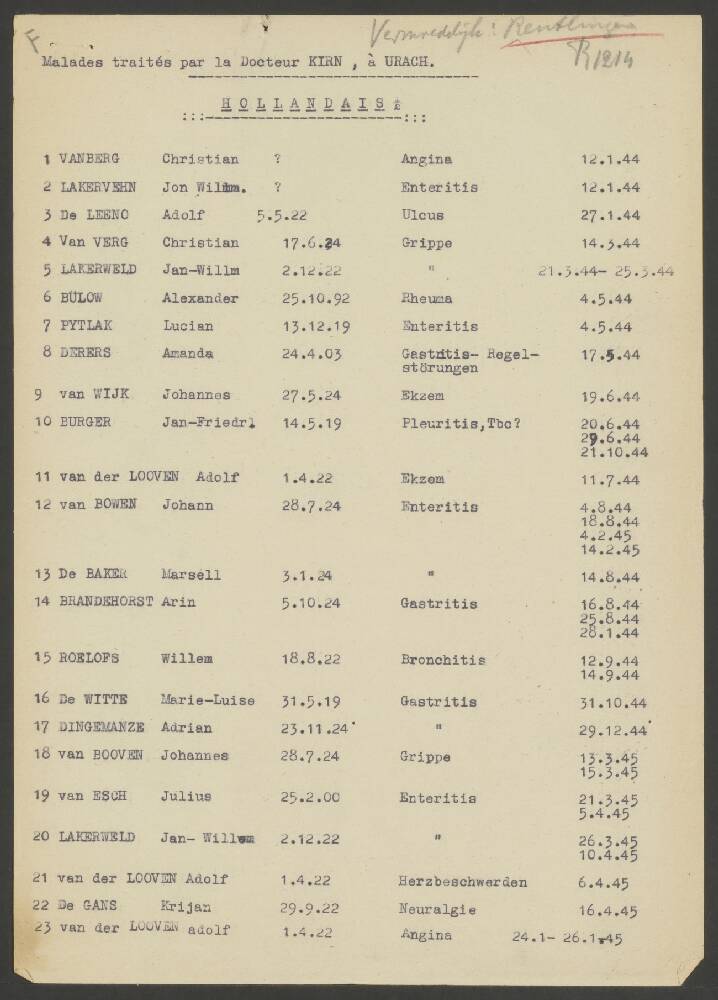 F
Vermoedelijk: Reutlingen
R1214
Malades traités par la Docteur KIRN , à URACH.
HOLLANDAIS
1 VANBERG Christian ? Angina 12.1.44
2 LAKERVEHN Jon Willm. ? Enteritis 12.1.44
3 De LEENO Adolf 5.5.22 Ulcus 27.1.44
4 Van VERG Christian 17.6.24 Grippe 14.3.44
5 LAKERWELD Jan-Willm 2.12.22 " 21.3.44- 25.3.44
6 BÜLOW Alexander 25.10.92 Rheuma 4.5.44
7 PYTLAK Lucian 13.12.19 Enteritis 4.5.44
8 DERERS Amanda 24.4.03 Gastritis- Regel- 17.5.44
störungen
9 van WIJK Johannes 27.5.24 Ekzem 19.6.44
10 BURGER Jan-Friedrl 14.5.19 Pleuritis,Tbc? 20.6.44
29.6.44
21.10.44
11 van der LOOVEN Adolf 1.4.22 Ekzem 11.7.44
12 van BOWEN Johann 28.7.24 Enteritis 4.8.44
18.8.44
4.2.45
14.2.45
13 De BAKER Marsell 3.1.24 " 14.8.44
14 BRANDEHORST Arin 5.10.24 Gastritis 16.8.44
25.8.44
28.1.44
15 ROELOFS Willem 18.8.22 Bronchitis 12.9.44
14.9.44
16 De WITTE Marie-Luise 31.5.19 Gastritis 31.10.44
17 DINGEMANZE Adrian 23.11.24 " 29.12.44
18 van BOOVEN Johannes 28.7.24 Grippe 13.3.45
15.3.45
19 van ESCH Julius 25.2.00 Enteritis 21.3.45
5.4.45
20 LAKERWELD Jan- Willem 2.12.22 " 26.3.45
10.4.45
21 van der LOOVEN Adolf 1.4.22 Herzbeschwerden 6.4.45
22 De GANS Krijan 29.9.22 Neuralgie 16.4.45
23 van der LOOVEN adolf 1.4.22 Angina 24.1- 26.1.45